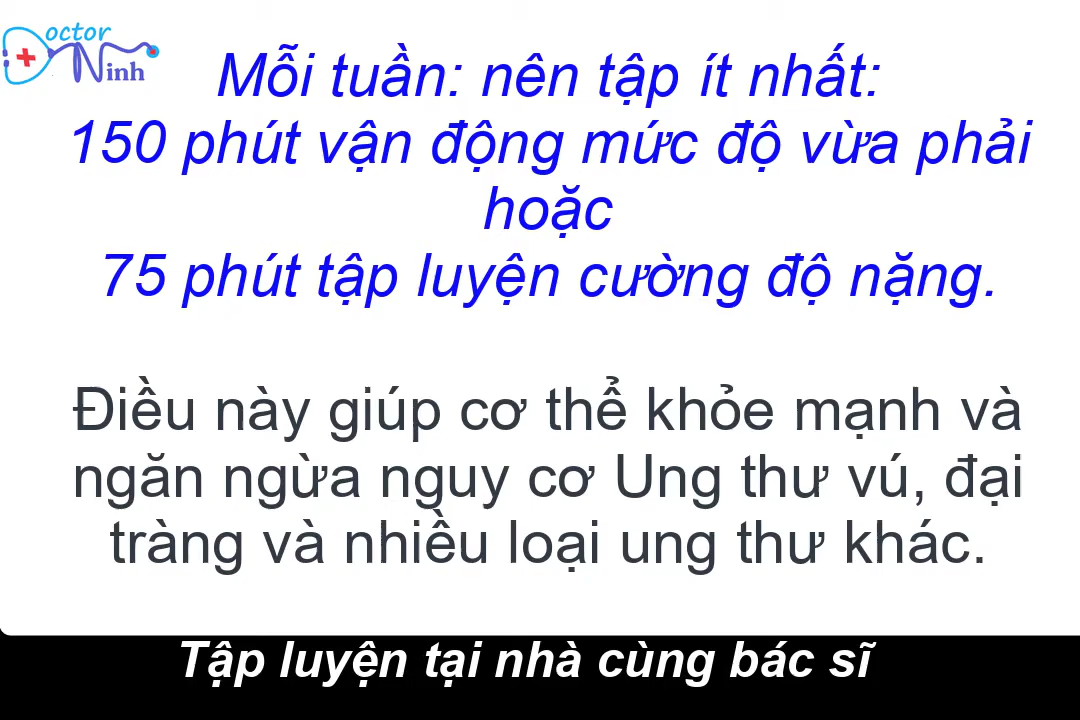 Doctor
Ninh
Mỗi tuần: nên tập ít nhất:
150 phút vận động mức độ vừa phải
hoặc
75 phút tập luyện cường độ nặng.
Điều này giúp cơ thể khỏe mạnh và
ngăn ngừa nguy cơ Ung thư vú, đại
tràng và nhiều loại ung thư khác.
Tập luyện tại nhà cùng bác sĩ